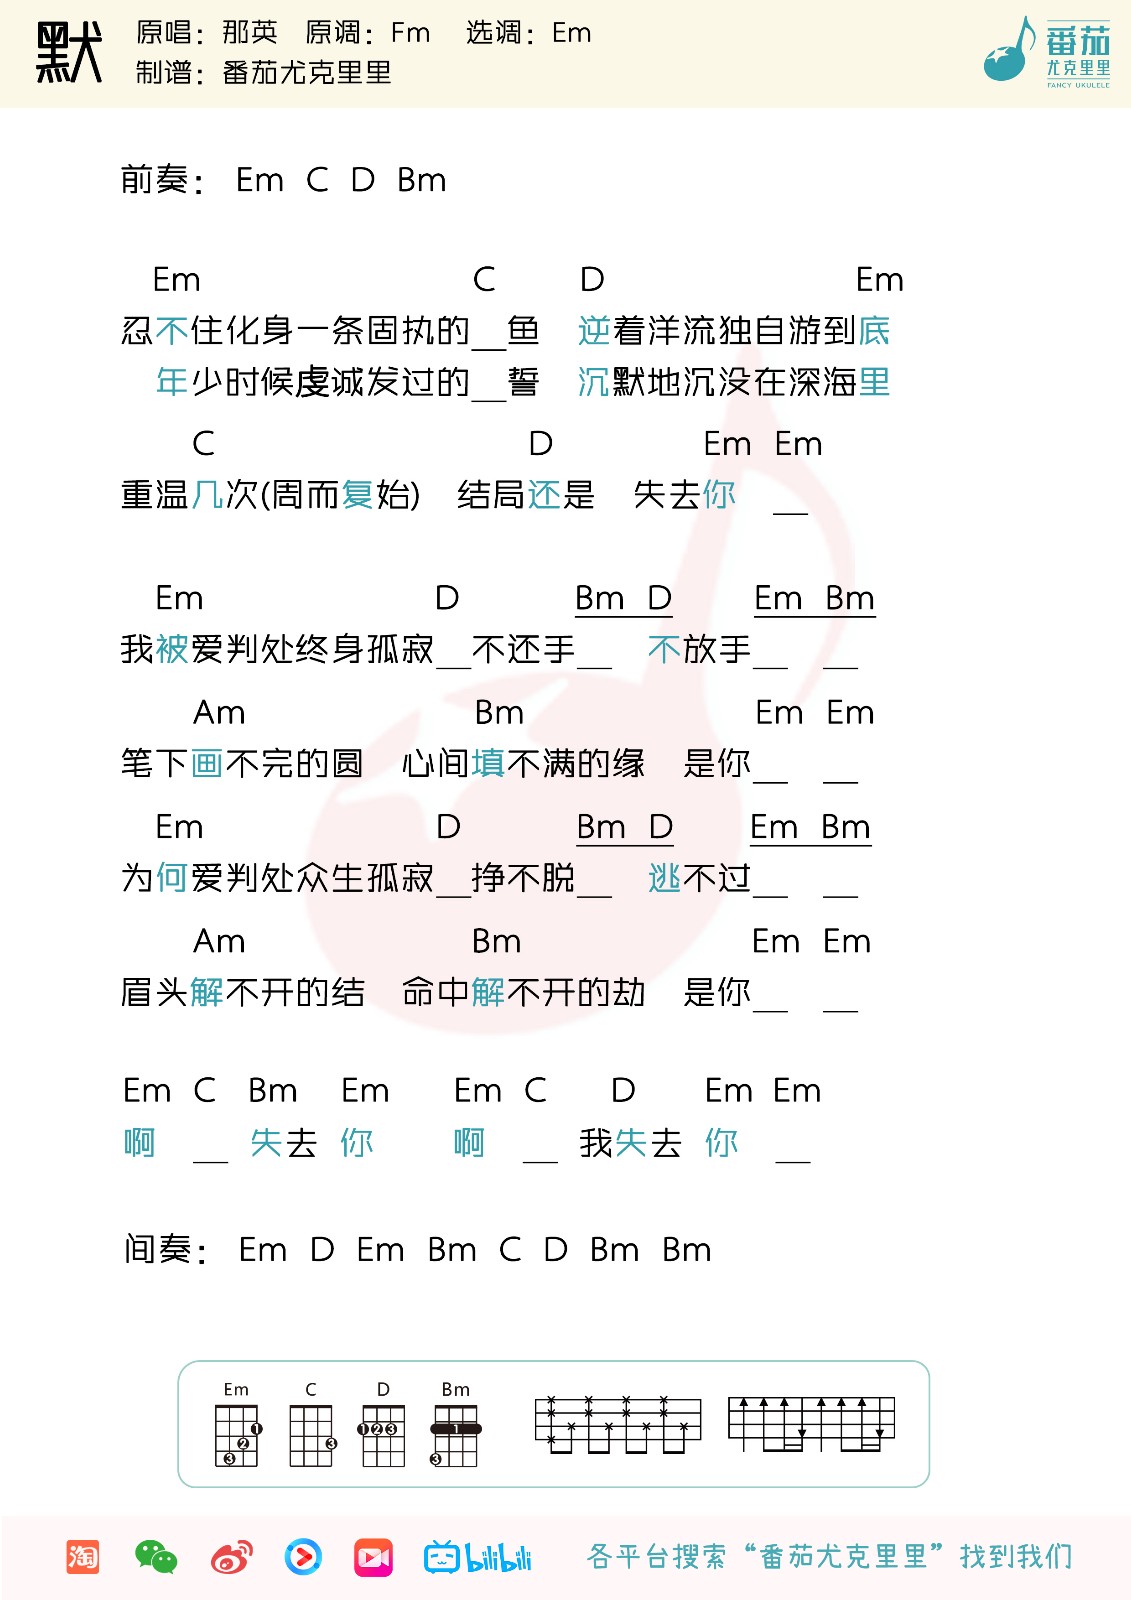 默
原唱：那英 原调：Fm 选调：Em
制谱：番茄尤克里里
番茄
尤克里里
FANCY UKULELE
前奏： Em C D Bm
Em C D Em
忍不住化身一条固执的__鱼 逆着洋流独自游到底
年少时候虔诚发过的__誓 沉默地沉没在深海里
C D Em Em
重温几次(周而复始) 结局还是 失去你 __
Em D Bm D Em Bm
我被爱判处终身孤寂__不还手__ 不放手__ __
Am Bm Em Em
笔下画不完的圆 心间填不满的缘 是你__ __
Em D Bm D Em Bm
为何爱判处众生孤寂__挣不脱__ 逃不过__ __
Am Bm Em Em
眉头解不开的结 命中解不开的劫 是你__ __
Em C Bm Em Em C D Em Em
啊 __ 失去 你 啊 __ 我失去 你 __
间奏： Em D Em Bm C D Bm Bm
Em C D Bm
1 2 3 3 1 2 3 1 3
淘 bilibili 各平台搜索“番茄尤克里里”找到我们